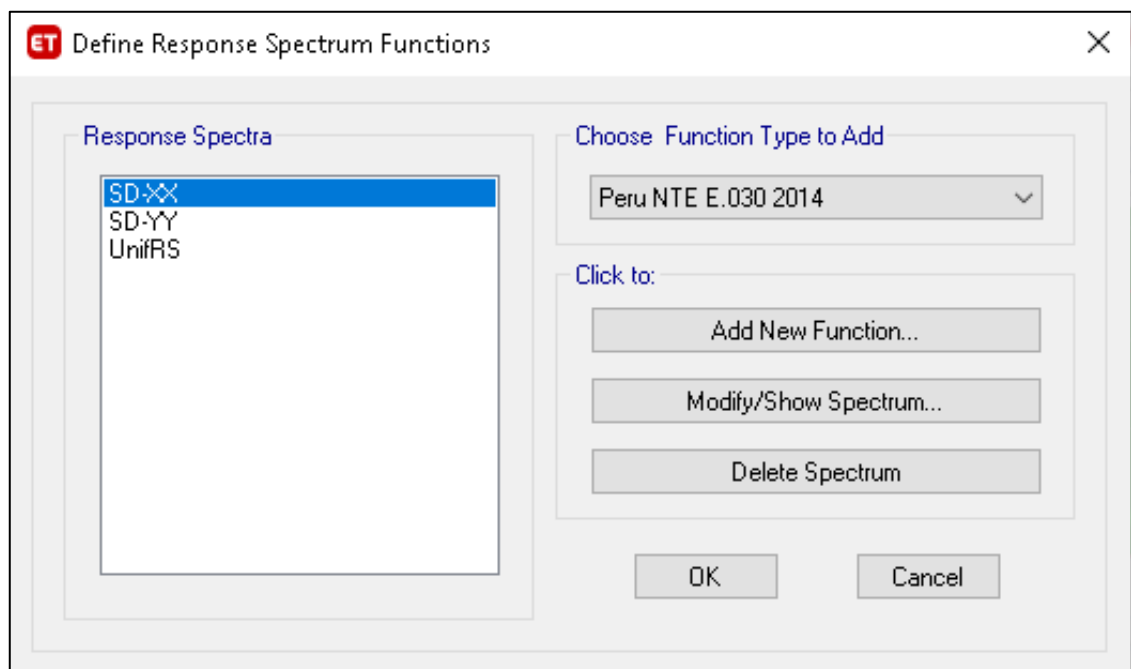 ET Define Response Spectrum Functions
Response Spectra
SD-XX
SD-YY
UnifRS
Choose Function Type to Add
Peru NTE E.030 2014
Click to:
Add New Function...
Modify/Show Spectrum...
Delete Spectrum
OK Cancel